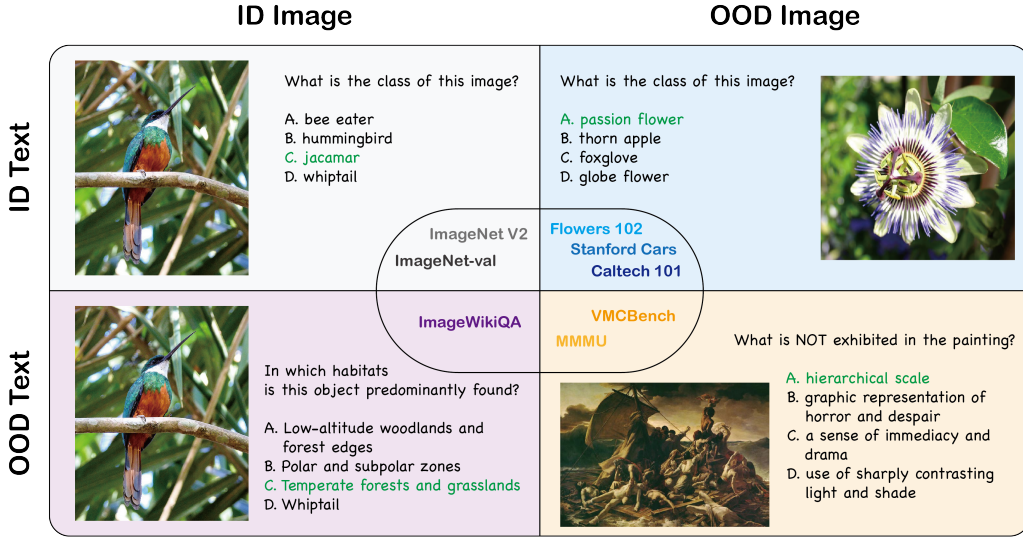 ID Image
OOD Image
ID Text
What is the class of this image?
A. bee eater
B. hummingbird
C. jacamar
D. whiptail
What is the class of this image?
A. passion flower
B. thorn apple
C. foxglove
D. globe flower
ImageNet V2
ImageNet-val
Flowers 102
Stanford Cars
Caltech 101
OOD Text
ImageWikiQA
VMCBench
MMMU
In which habitats
is this object predominantly found?
A. Low-altitude woodlands and
forest edges
B. Polar and subpolar zones
C. Temperate forests and grasslands
D. Whiptail
What is NOT exhibited in the painting?
A. hierarchical scale
B. graphic representation of
horror and despair
C. a sense of immediacy and
drama
D. use of sharply contrasting
light and shade